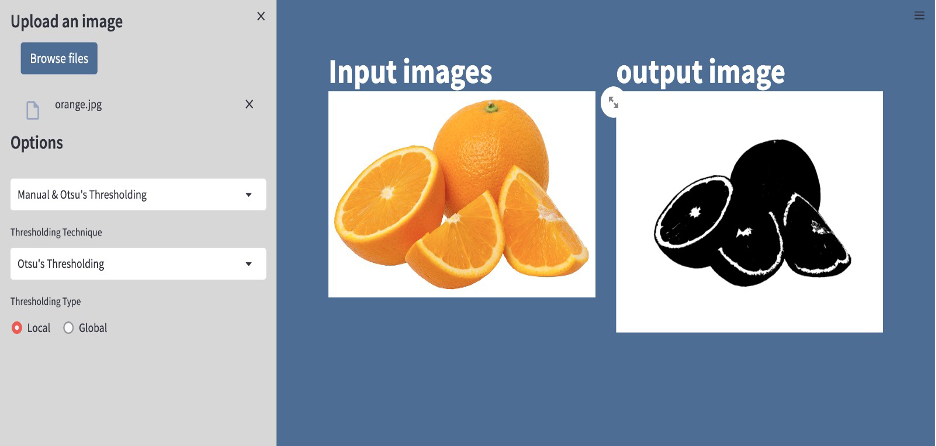 Upload an image
X
Browse files
orange.jpg
X
Options
Manual & Otsu's Thresholding
Thresholding Technique
Otsu's Thresholding
Thresholding Type
Local
Global
Input images
output image